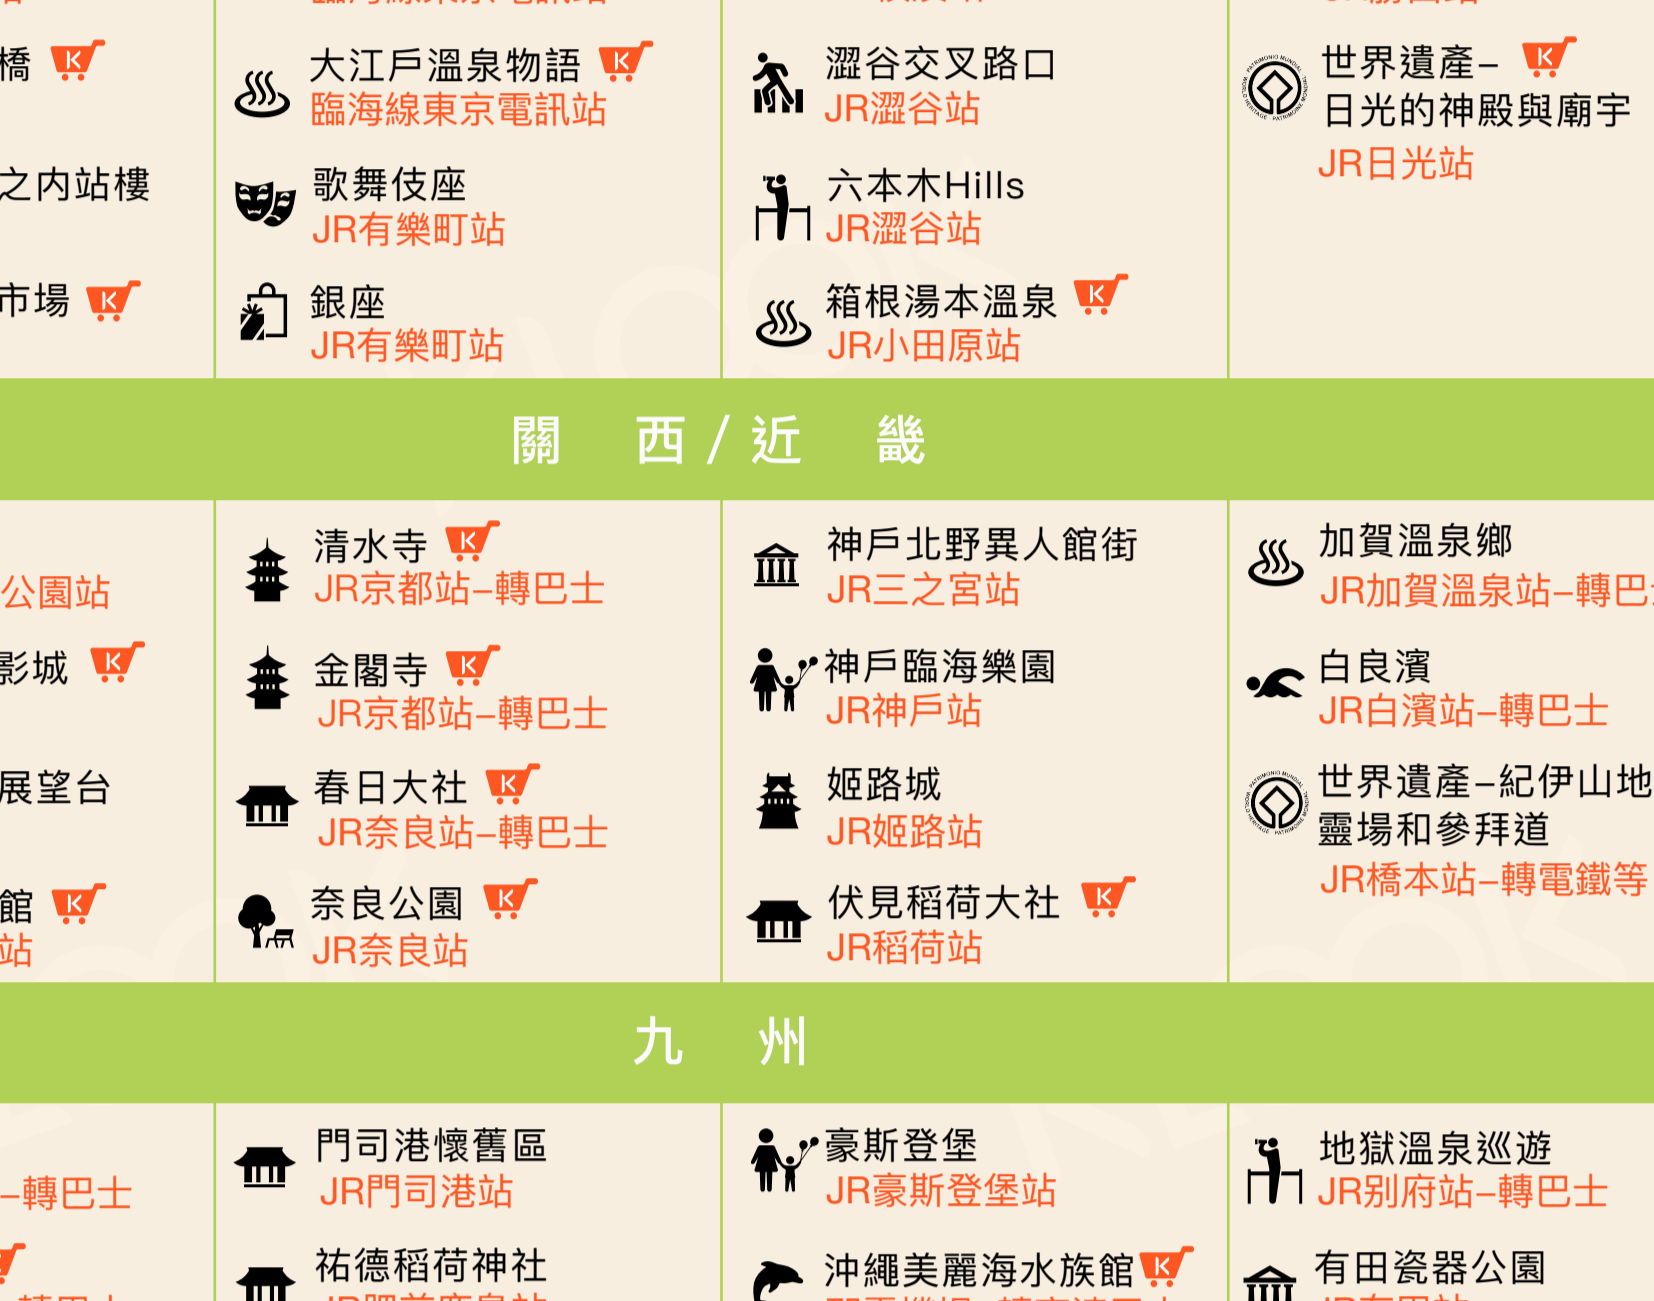 橋
大江戶溫泉物語
臨海線東京電訊站
澀谷交叉路口
JR澀谷站
世界遺產–
日光的神殿與廟宇
JR日光站
之内站樓
歌舞伎座
JR有樂町站
六本木Hills
JR澀谷站
市場
銀座
JR有樂町站
箱根湯本溫泉
JR小田原站
關 西/近 畿
公園站
清水寺
JR京都站–轉巴士
神戶北野異人館街
JR三之宮站
加賀溫泉鄉
JR加賀溫泉站–轉巴
影城
金閣寺
JR京都站–轉巴士
神戶臨海樂園
JR神戶站
白良濱
JR白濱站–轉巴士
展望台
春日大社
JR奈良站–轉巴士
姬路城
JR姬路站
世界遺產–紀伊山地
靈場和參拜道
JR橋本站–轉電鐵等
館
站
奈良公園
JR奈良站
伏見稻荷大社
JR稻荷站
九 州
–轉巴士
門司港懷舊區
JR門司港站
豪斯登堡
JR豪斯登堡站
地獄溫泉巡遊
JR別府站–轉巴士
祐德稻荷神社
沖繩美麗海水族館
有田瓷器公園